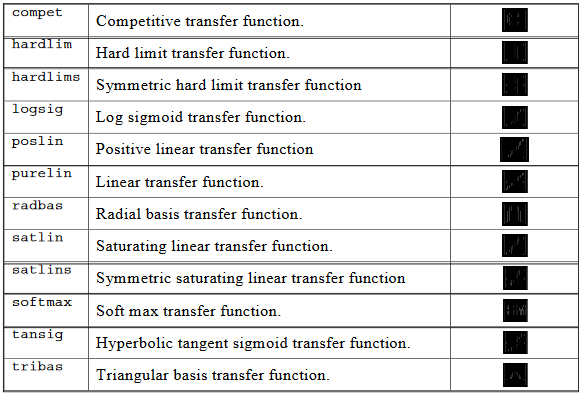 compet Competitive transfer function.
hardlim Hard limit transfer function.
hardlims Symmetric hard limit transfer function
logsig Log sigmoid transfer function.
poslin Positive linear transfer function
purelin Linear transfer function.
radbas Radial basis transfer function.
satlin Saturating linear transfer function.
satlins Symmetric saturating linear transfer function
softmax Soft max transfer function.
tansig Hyperbolic tangent sigmoid transfer function.
tribas Triangular basis transfer function.